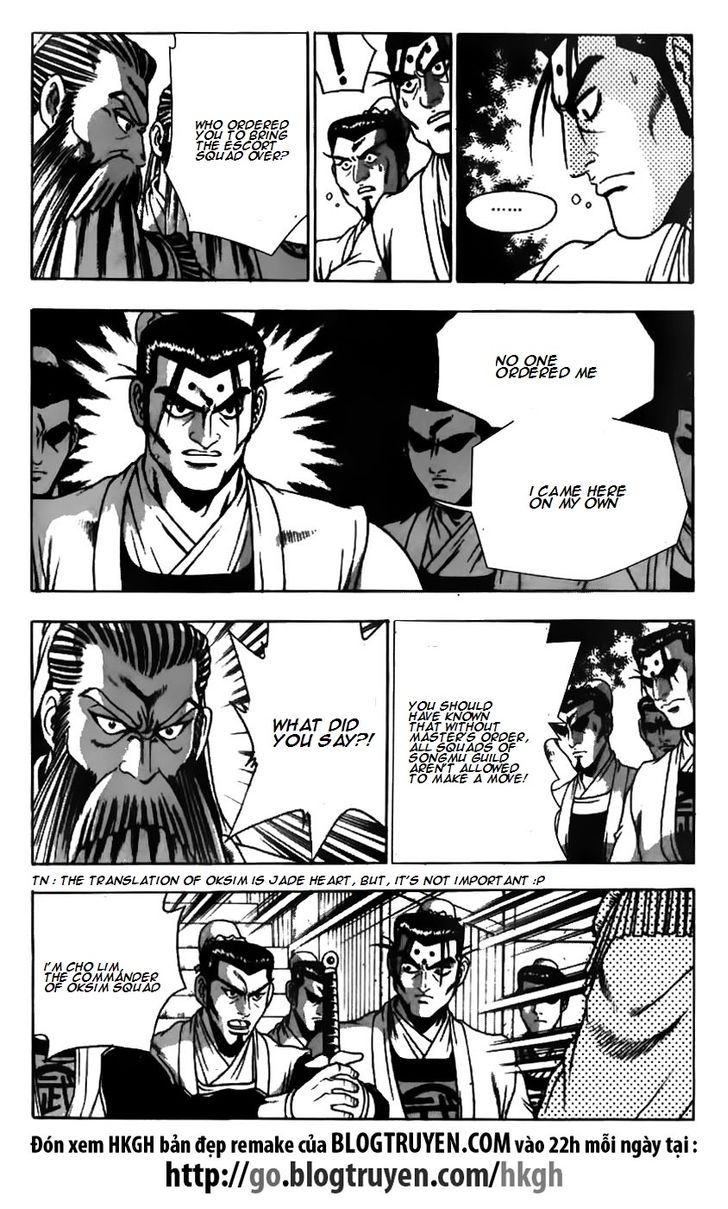 WHO ORDERED
YOU TO BRING
THE ESCORT
SQUAD OVER?
!
......
NO ONE
ORDERED ME
I CAME HERE
ON MY OWN
WHAT DID
YOU SAY?!
YOU SHOULD
HAVE KNOWN
THAT WITHOUT
MASTER'S ORDER,
ALL SQUADS OF
SONGMU GUILD
AREN'T ALLOWED
TO MAKE A MOVE!
TN : THE TRANSLATION OF OKSIM IS JADE HEART, BUT, IT'S NOT IMPORTANT :P
I'M CHO LIM,
THE COMMANDER
OF OKSIM SQUAD
武
武
Đón xem HKGH bản đẹp remake của BLOGTRUYEN.COM vào 22h mỗi ngày tại :
http://go.blogtruyen.com/hkgh